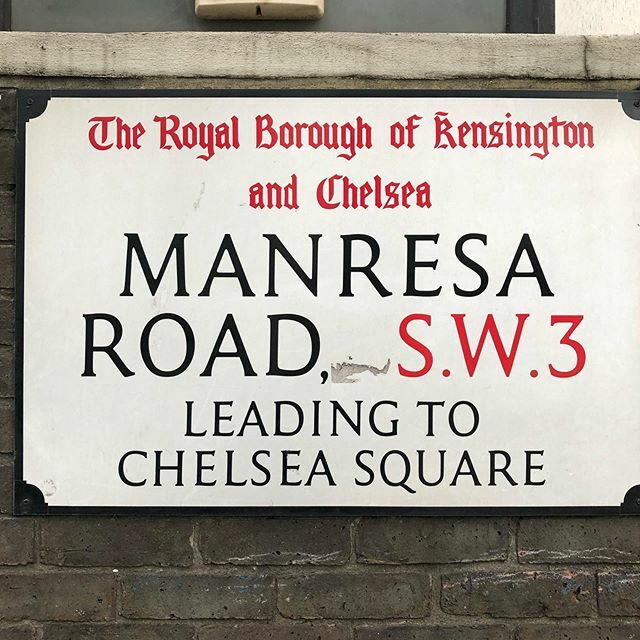 The Royal Borough of Kensington
and Chelsea
MANRESA
ROAD, S.W.3
LEADING TO
CHELSEA SQUARE